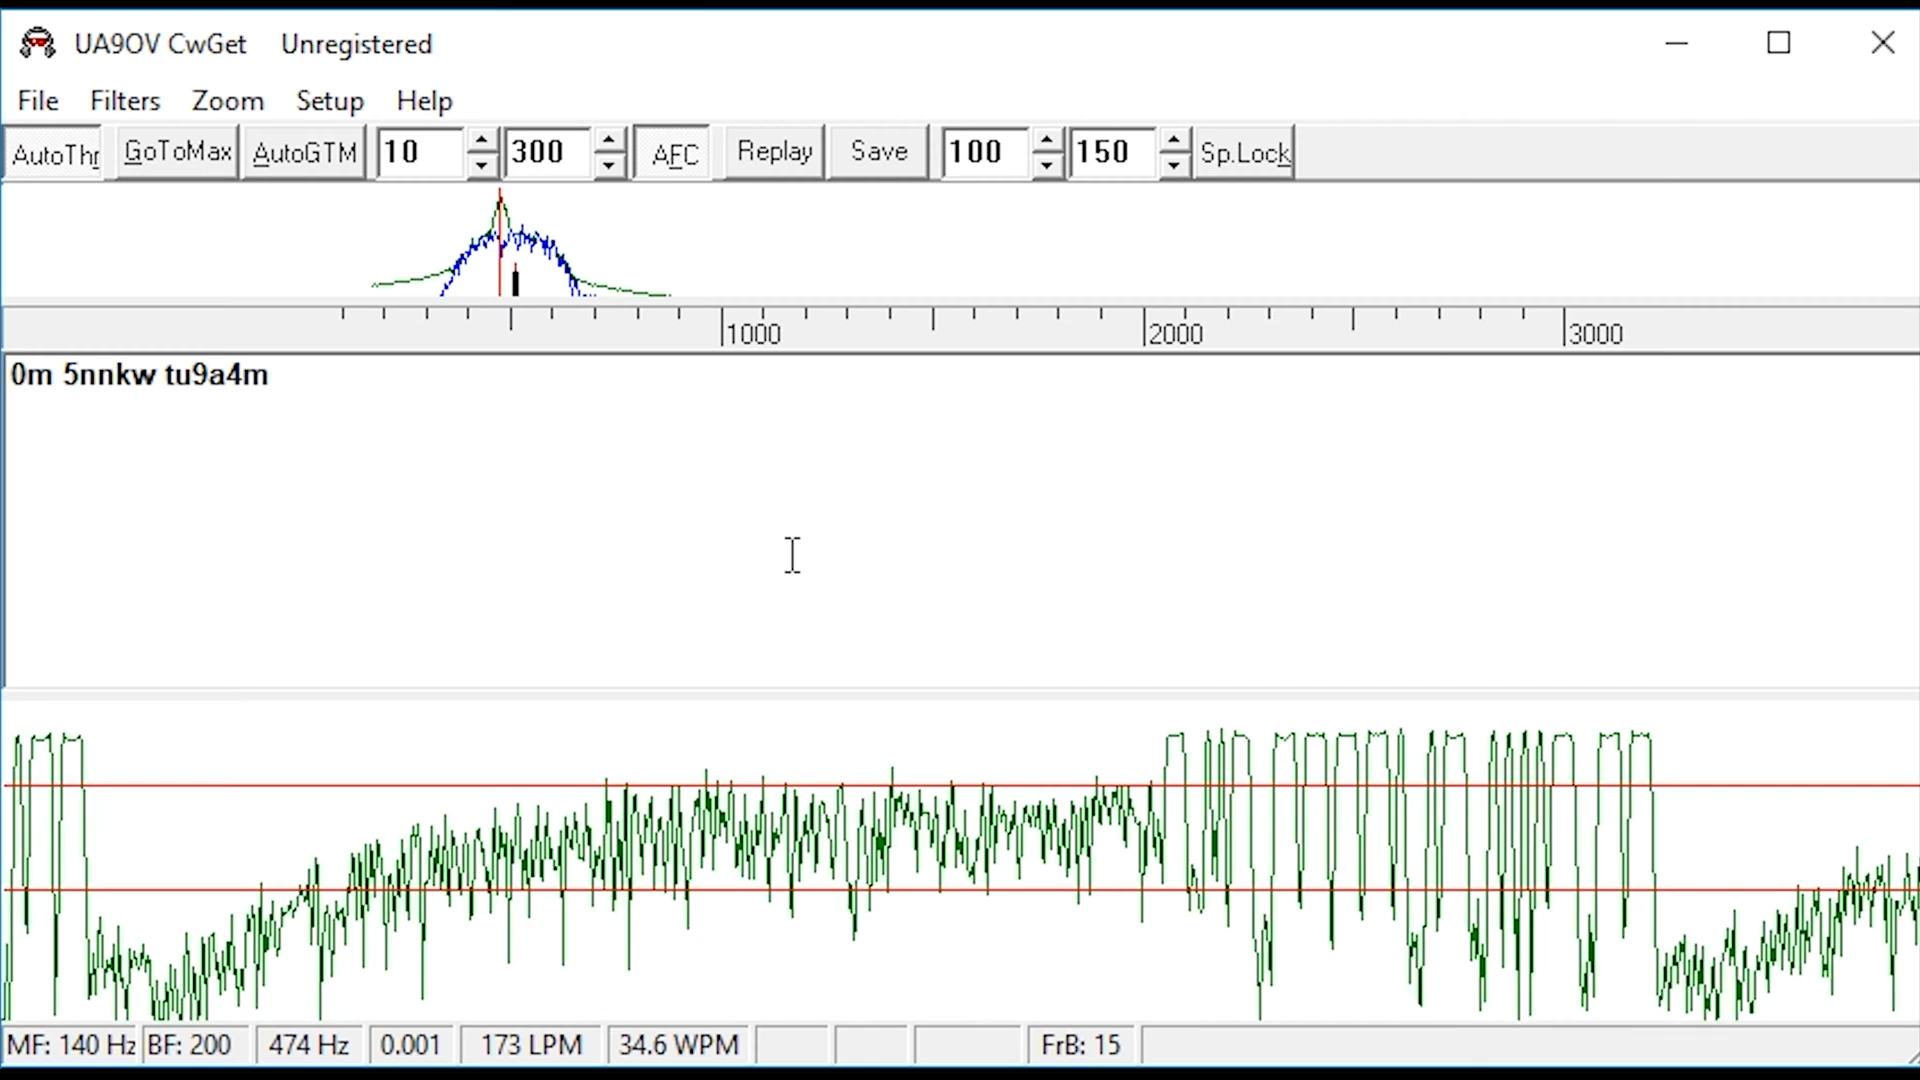 UA9OV CwGet Unregistered
File Filters Zoom Setup Help
AutoThr GoToMax AutoGTM 10 300 AFC Replay Save 100 150 Sp.Lock
1000 2000 3000
0m 5nnkw tu9a4m
MF: 140 Hz BF: 200 474 Hz 0.001 173 LPM 34.6 WPM FrB: 15